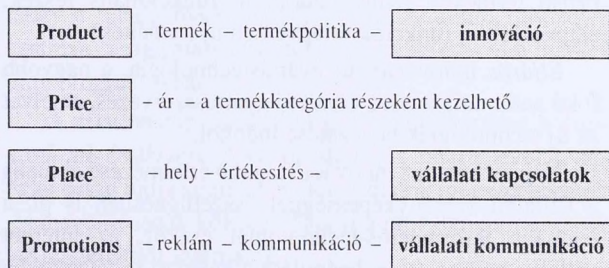 Product – termék – termékpolitika – innováció
Price – ár – a termékkategória részeként kezelhető
Place – hely – értékesítés – vállalati kapcsolatok
Promotions – reklám – kommunikáció – vállalati kommunikáció